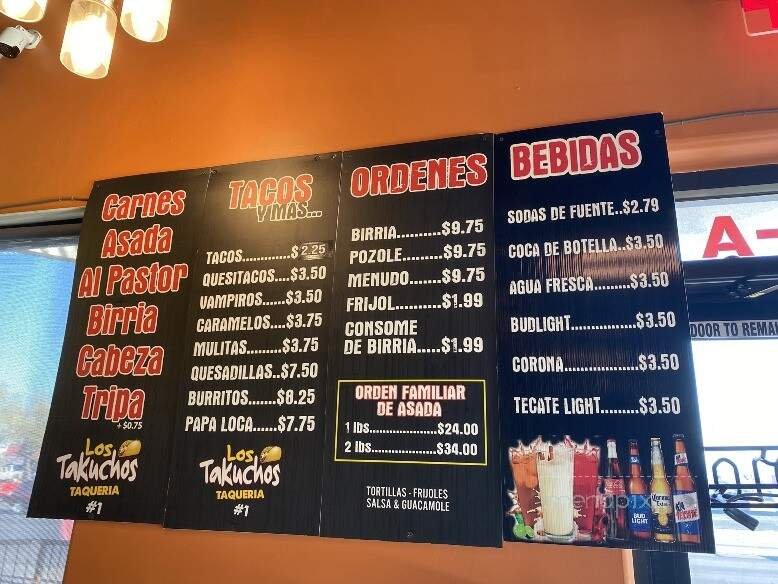 Carnes
Asada
Al Pastor
Birria
Cabeza
Tripa
+ $0.75
Los
Takuchos
TAQUERIA
#1
TACOS
Y MAS...
TACOS.............$ 2.25
QUESITACOS....$3.50
VAMPIROS.....$3.50
CARAMELOS....$3.75
MULITAS.........$3.75
QUESADILLAS..$7.50
BURRITOS.......$8.25
PAPA LOCA.....$7.75
Los
Takuchos
TAQUERIA
#1
ORDENES
BIRRIA..........$9.75
POZOLE.........$9.75
MENUDO........$9.75
FRIJOL..........$1.99
CONSOME
DE BIRRIA.....$1.99
ORDEN FAMILIAR
DE ASADA
1 lbs......................$24.00
2 lbs.....................$34.00
TORTILLAS - FRIJOLES
SALSA & GUACAMOLE
BEBIDAS
SODAS DE FUENTE..$2.79
COCA DE BOTELLA..$3.50
AGUA FRESCA.........$3.50
BUDLIGHT...............$3.50
CORONA.................$3.50
TECATE LIGHT.........$3.50
BUD
LIGHT
Corona
TECATE
menupix
A-
DOOR TO REMAI